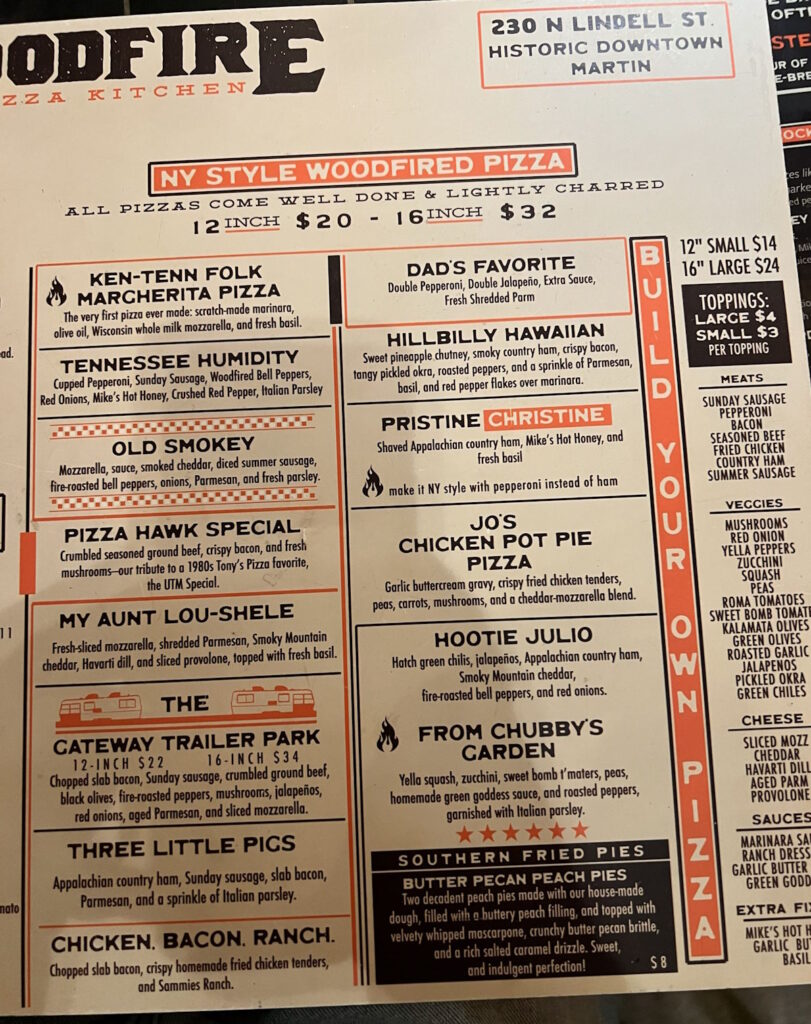 ZZA KITCHEN
230 N LINDELL ST.
HISTORIC DOWNTOWN
MARTIN
NY STYLE WOODFIRED PIZZA
ALL PIZZAS COME WELL DONE & LIGHTLY CHARRED
12 INCH $20 - 16 INCH $32
KEN-TENN FOLK
MARGHERITA PIZZA
The very first pizza ever made: scratch-made marinara,
olive oil, Wisconsin whole milk mozzarella, and fresh basil.
TENNESSEE HUMIDITY
Cupped Pepperoni, Sunday Sausage, Woodfired Bell Peppers,
Red Onions, Mike's Hot Honey, Crushed Red Pepper, Italian Parsley
OLD SMOKEY
Mozzarella, sauce, smoked cheddar, diced summer sausage,
fire-roasted bell peppers, onions, Parmesan, and fresh parsley.
PIZZA HAWK SPECIAL
Crumbled seasoned ground beef, crispy bacon, and fresh
mushrooms—our tribute to a 1980s Tony's Pizza favorite,
the UTM Special.
MY AUNT LOU-SHELE
Fresh-sliced mozzarella, shredded Parmesan, Smoky Mountain
cheddar, Havarti dill, and sliced provolone, topped with fresh basil.
THE
GATEWAY TRAILER PARK
12-INCH $22 16-INCH $34
Chopped slab bacon, Sunday sausage, crumbled ground beef,
black olives, fire-roasted peppers, mushrooms, jalapeños,
red onions, aged Parmesan, and sliced mozzarella.
THREE LITTLE PIGS
Appalachian country ham, Sunday sausage, slab bacon,
Parmesan, and a sprinkle of Italian parsley.
CHICKEN. BACON. RANCH.
Chopped slab bacon, crispy homemade fried chicken tenders,
and Sammies Ranch.
DAD'S FAVORITE
Double Pepperoni, Double Jalapeño, Extra Sauce,
Fresh Shredded Parm
HILLBILLY HAWAIIAN
Sweet pineapple chutney, smoky country ham, crispy bacon,
tangy pickled okra, roasted peppers, and a sprinkle of Parmesan,
basil, and red pepper flakes over marinara.
PRISTINE CHRISTINE
Shaved Appalachian country ham, Mike's Hot Honey, and
fresh basil
make it NY style with pepperoni instead of ham
JO'S
CHICKEN POT PIE
PIZZA
Garlic buttercream gravy, crispy fried chicken tenders,
peas, carrots, mushrooms, and a cheddar-mozzarella blend.
HOOTIE JULIO
Hatch green chilis, jalapeños, Appalachian country ham,
Smoky Mountain cheddar,
fire-roasted bell peppers, and red onions.
FROM CHUBBY'S
GARDEN
Yella squash, zucchini, sweet bomb t'maters, peas,
homemade green goddess sauce, and roasted peppers,
garnished with Italian parsley.
SOUTHERN FRIED PIES
BUTTER PECAN PEACH PIES
Two decadent peach pies made with our house-made
dough, filled with a buttery peach filling, and topped with
velvety whipped mascarpone, crunchy butter pecan brittle,
and a rich salted caramel drizzle. Sweet,
and indulgent perfection! $8
BUILD YOUR OWN PIZZA
12" SMALL $14
16" LARGE $24
TOPPINGS:
LARGE $4
SMALL $3
PER TOPPING
MEATS
SUNDAY SAUSAGE
PEPPERONI
BACON
SEASONED BEEF
FRIED CHICKEN
COUNTRY HAM
SUMMER SAUSAGE
VEGGIES
MUSHROOMS
RED ONION
YELLA PEPPERS
ZUCCHINI
SQUASH
PEAS
ROMA TOMATOES
SWEET BOMB TOMAT
KALAMATA OLIVES
GREEN OLIVES
ROASTED GARLIC
JALAPENOS
PICKLED OKRA
GREEN CHILES
CHEESE
SLICED MOZZ
CHEDDAR
HAVARTI DILL
AGED PARM
PROVOLONE
SAUCES
MARINARA SA
RANCH DRESS
GARLIC BUTTER
GREEN GODD
EXTRA FI
MIKE'S HOT H
GARLIC BU
BASIL